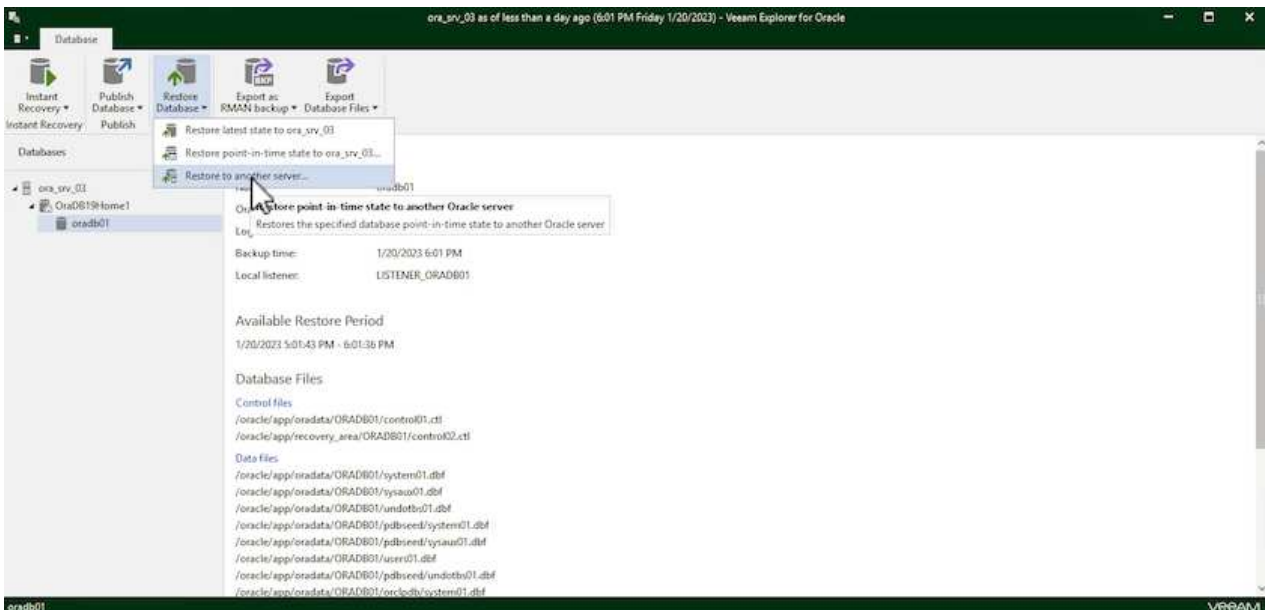 ora_srv_03 as of less than a day ago (6:01 PM Friday 1/20/2023) - Veeam Explorer for Oracle
Database
Instant Recovery
Publish Database
Restore Database
Export as RMAN backup
Export Database Files
Instant Recovery
Publish
Restore latest state to ora_srv_03
Restore point-in-time state to ora_srv_03...
Restore to another server...
Databases
ora_srv_03
OraDB19Home1
oradb01
oradb01
Restore point-in-time state to another Oracle server
Restores the specified database point-in-time state to another Oracle server
Backup time: 1/20/2023 6:01 PM
Local listener: LISTENER_ORADB01
Available Restore Period
1/20/2023 5:01:43 PM - 6:01:36 PM
Database Files
Control files
/oracle/app/oradata/ORADB01/control01.ctl
/oracle/app/recovery_area/ORADB01/control02.ctl
Data files
/oracle/app/oradata/ORADB01/system01.dbf
/oracle/app/oradata/ORADB01/sysaux01.dbf
/oracle/app/oradata/ORADB01/undotbs01.dbf
/oracle/app/oradata/ORADB01/pdbseed/system01.dbf
/oracle/app/oradata/ORADB01/pdbseed/sysaux01.dbf
/oracle/app/oradata/ORADB01/users01.dbf
/oracle/app/oradata/ORADB01/pdbseed/undotbs01.dbf
/oracle/app/oradata/ORADB01/orclpdb/system01.dbf
oradb01
VEEAM